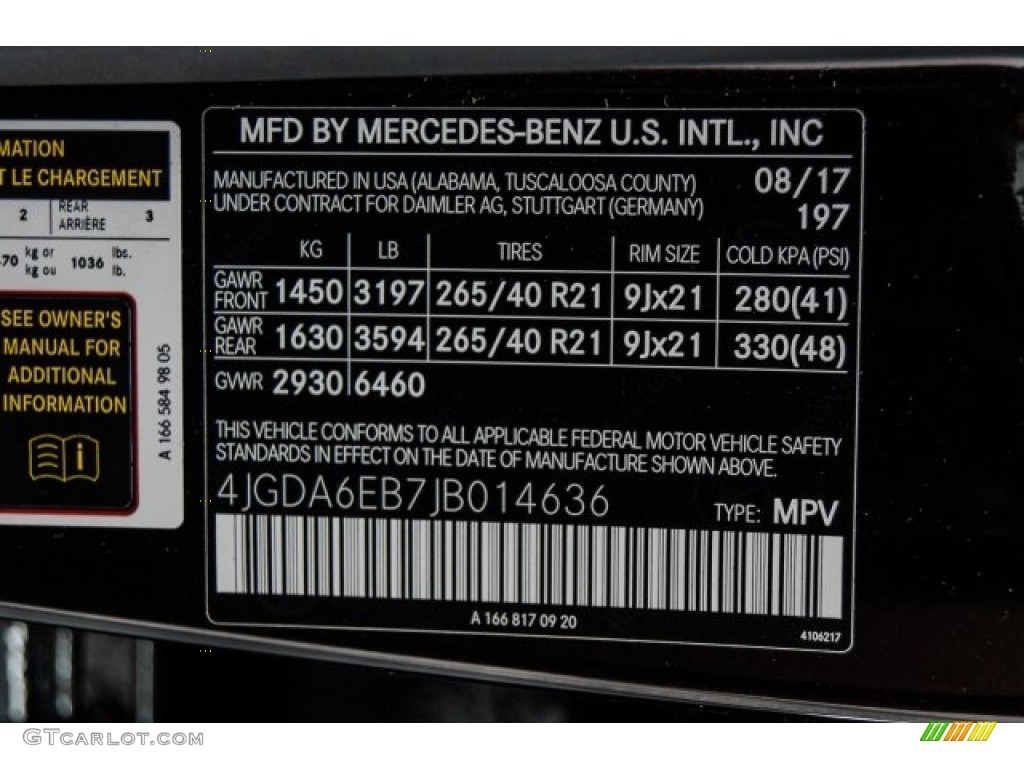 MATION
T LE CHARGEMENT
2 REAR ARRIÈRE 3
70 kg or kg ou 1036 lbs. lb.
SEE OWNER'S
MANUAL FOR
ADDITIONAL
INFORMATION
i
A 166 584 98 05
MFD BY MERCEDES-BENZ U.S. INTL., INC
MANUFACTURED IN USA (ALABAMA, TUSCALOOSA COUNTY) 08/17
UNDER CONTRACT FOR DAIMLER AG, STUTTGART (GERMANY) 197
KG LB TIRES RIM SIZE COLD KPA (PSI)
GAWR FRONT 1450 3197 265/40 R21 9Jx21 280(41)
GAWR REAR 1630 3594 265/40 R21 9Jx21 330(48)
GVWR 2930 6460
THIS VEHICLE CONFORMS TO ALL APPLICABLE FEDERAL MOTOR VEHICLE SAFETY
STANDARDS IN EFFECT ON THE DATE OF MANUFACTURE SHOWN ABOVE.
4JGDA6EB7JB014636 TYPE: MPV
A 166 817 09 20
4106217
GTCarlot.com